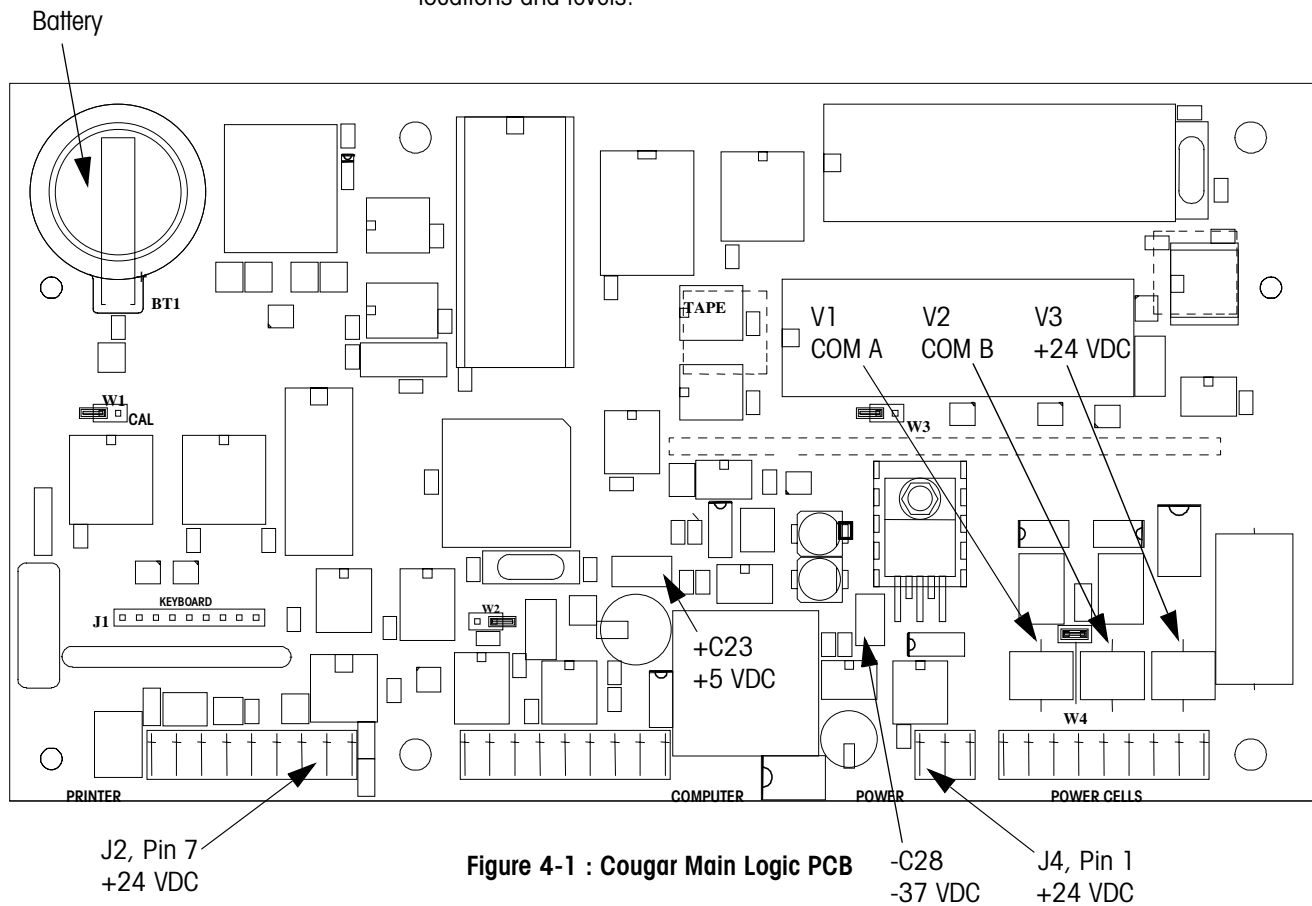 locations and levels.
Battery
BT1
TAPE
V1
COM A
V2
COM B
V3
+24 VDC
W1
CAL
W3
KEYBOARD
J1
W2
+C23
+5 VDC
W4
PRINTER
COMPUTER
POWER
POWER CELLS
J2, Pin 7
+24 VDC
Figure 4-1 : Cougar Main Logic PCB
-C28
-37 VDC
J4, Pin 1
+24 VDC